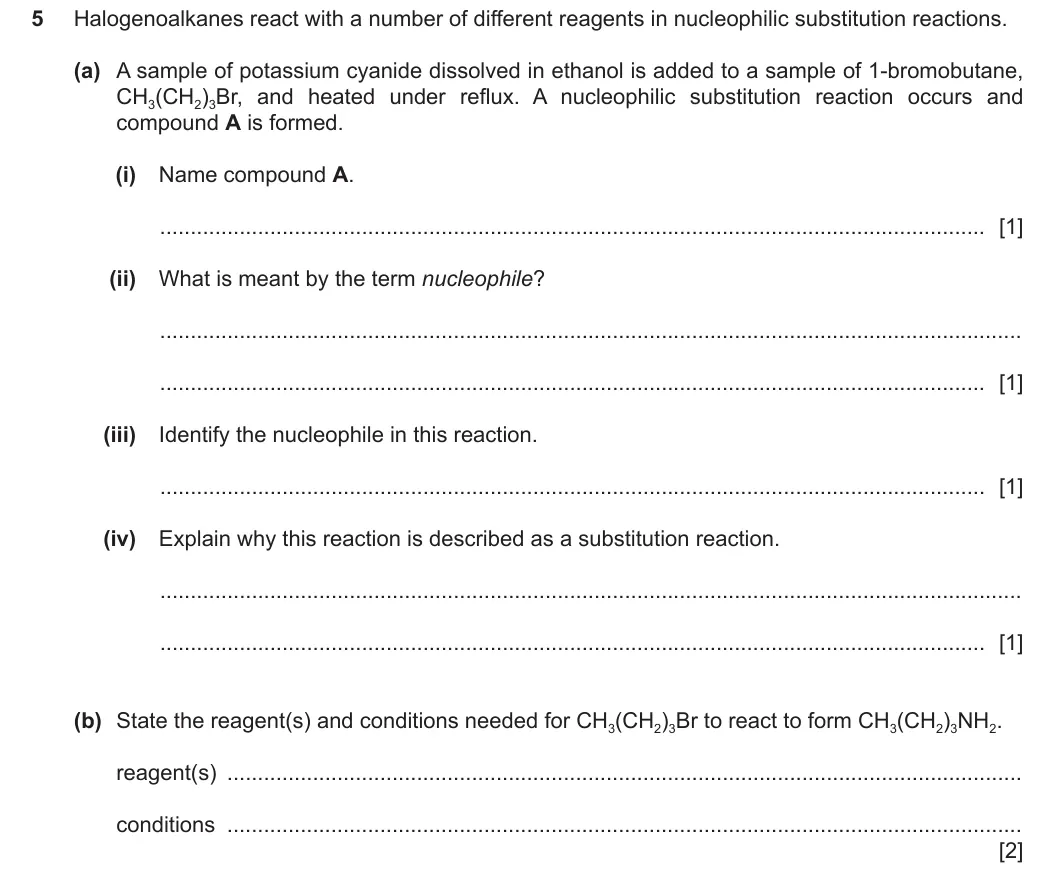 5 Halogenoalkanes react with a number of different reagents in nucleophilic substitution reactions.
(a) A sample of potassium cyanide dissolved in ethanol is added to a sample of 1-bromobutane,
CH₃(CH₂)₃Br, and heated under reflux. A nucleophilic substitution reaction occurs and
compound A is formed.
(i) Name compound A.
.......................................................................................................................................... [1]
(ii) What is meant by the term nucleophile?
................................................................................................................................................
.......................................................................................................................................... [1]
(iii) Identify the nucleophile in this reaction.
.......................................................................................................................................... [1]
(iv) Explain why this reaction is described as a substitution reaction.
................................................................................................................................................
.......................................................................................................................................... [1]
(b) State the reagent(s) and conditions needed for CH₃(CH₂)₃Br to react to form CH₃(CH₂)₃NH₂.
reagent(s) ....................................................................................................................................
conditions ....................................................................................................................................
[2]